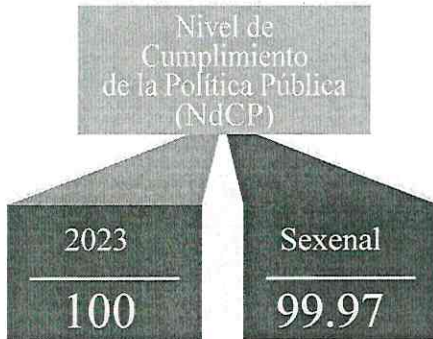 Nivel de
Cumplimiento
de la Política Pública
(NdCP)
2023
100
Sexenal
99.97